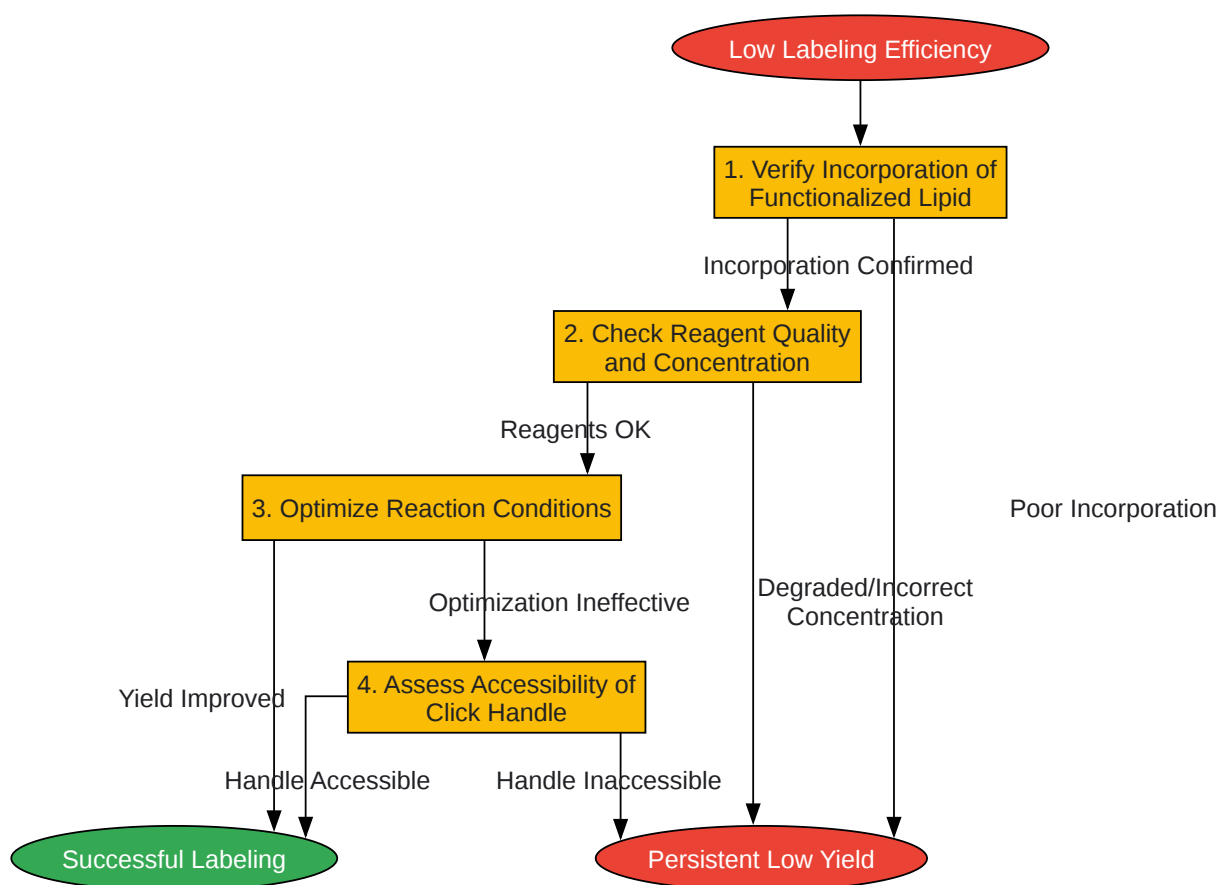 Low Labeling Efficiency
1. Verify Incorporation of
Functionalized Lipid
Incorporation Confirmed
2. Check Reagent Quality
and Concentration
Reagents OK
3. Optimize Reaction Conditions
Poor Incorporation
Degraded/Incorrect
Concentration
Optimization Ineffective
4. Assess Accessibility of
Click Handle
Yield Improved
Handle Accessible
Handle Inaccessible
Successful Labeling
Persistent Low Yield